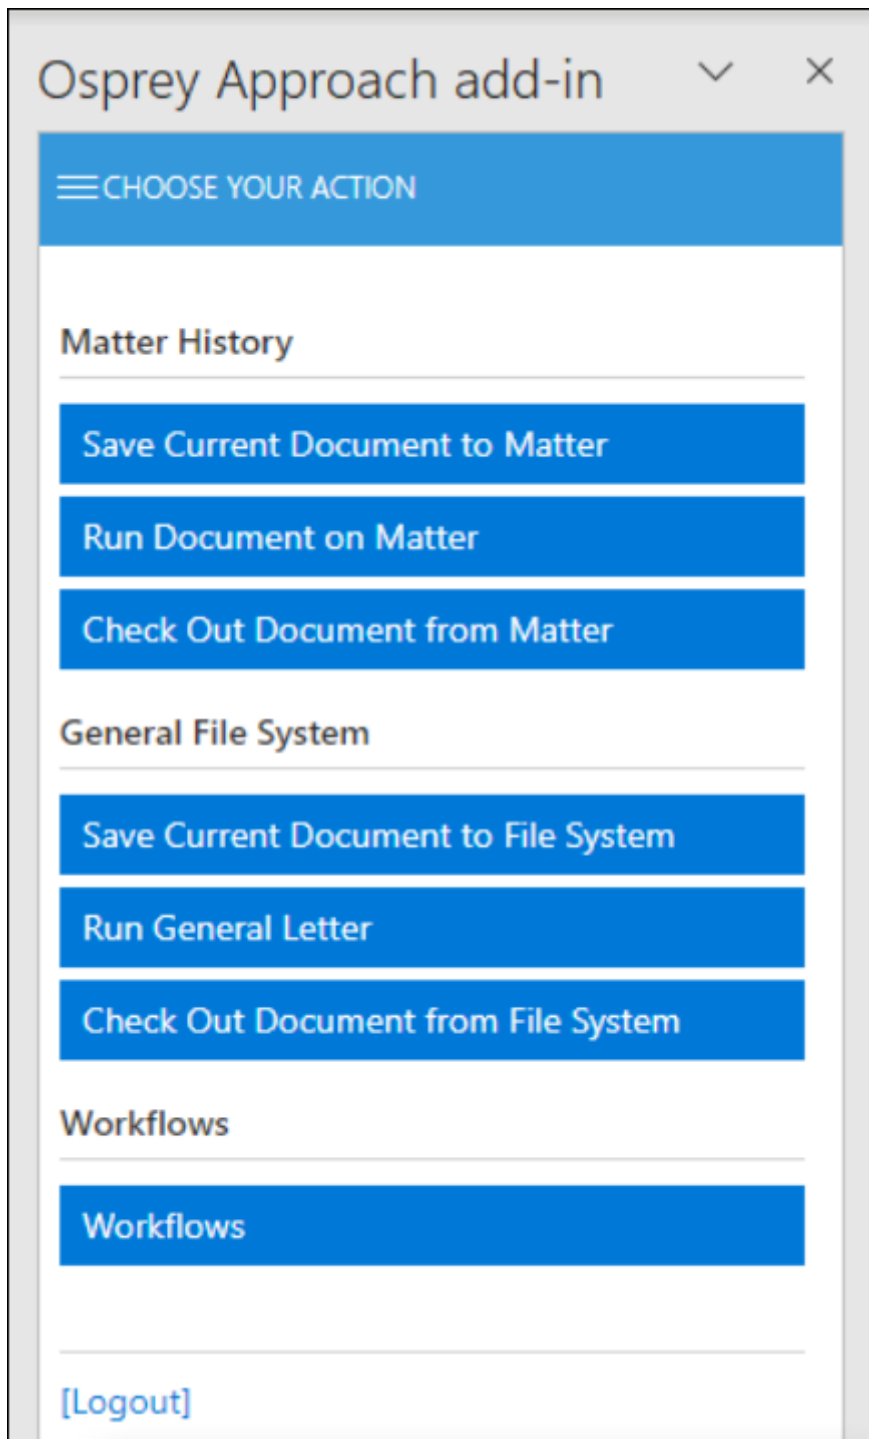 Osprey Approach add-in
CHOOSE YOUR ACTION
Matter History
Save Current Document to Matter
Run Document on Matter
Check Out Document from Matter
General File System
Save Current Document to File System
Run General Letter
Check Out Document from File System
Workflows
Workflows
[Logout]